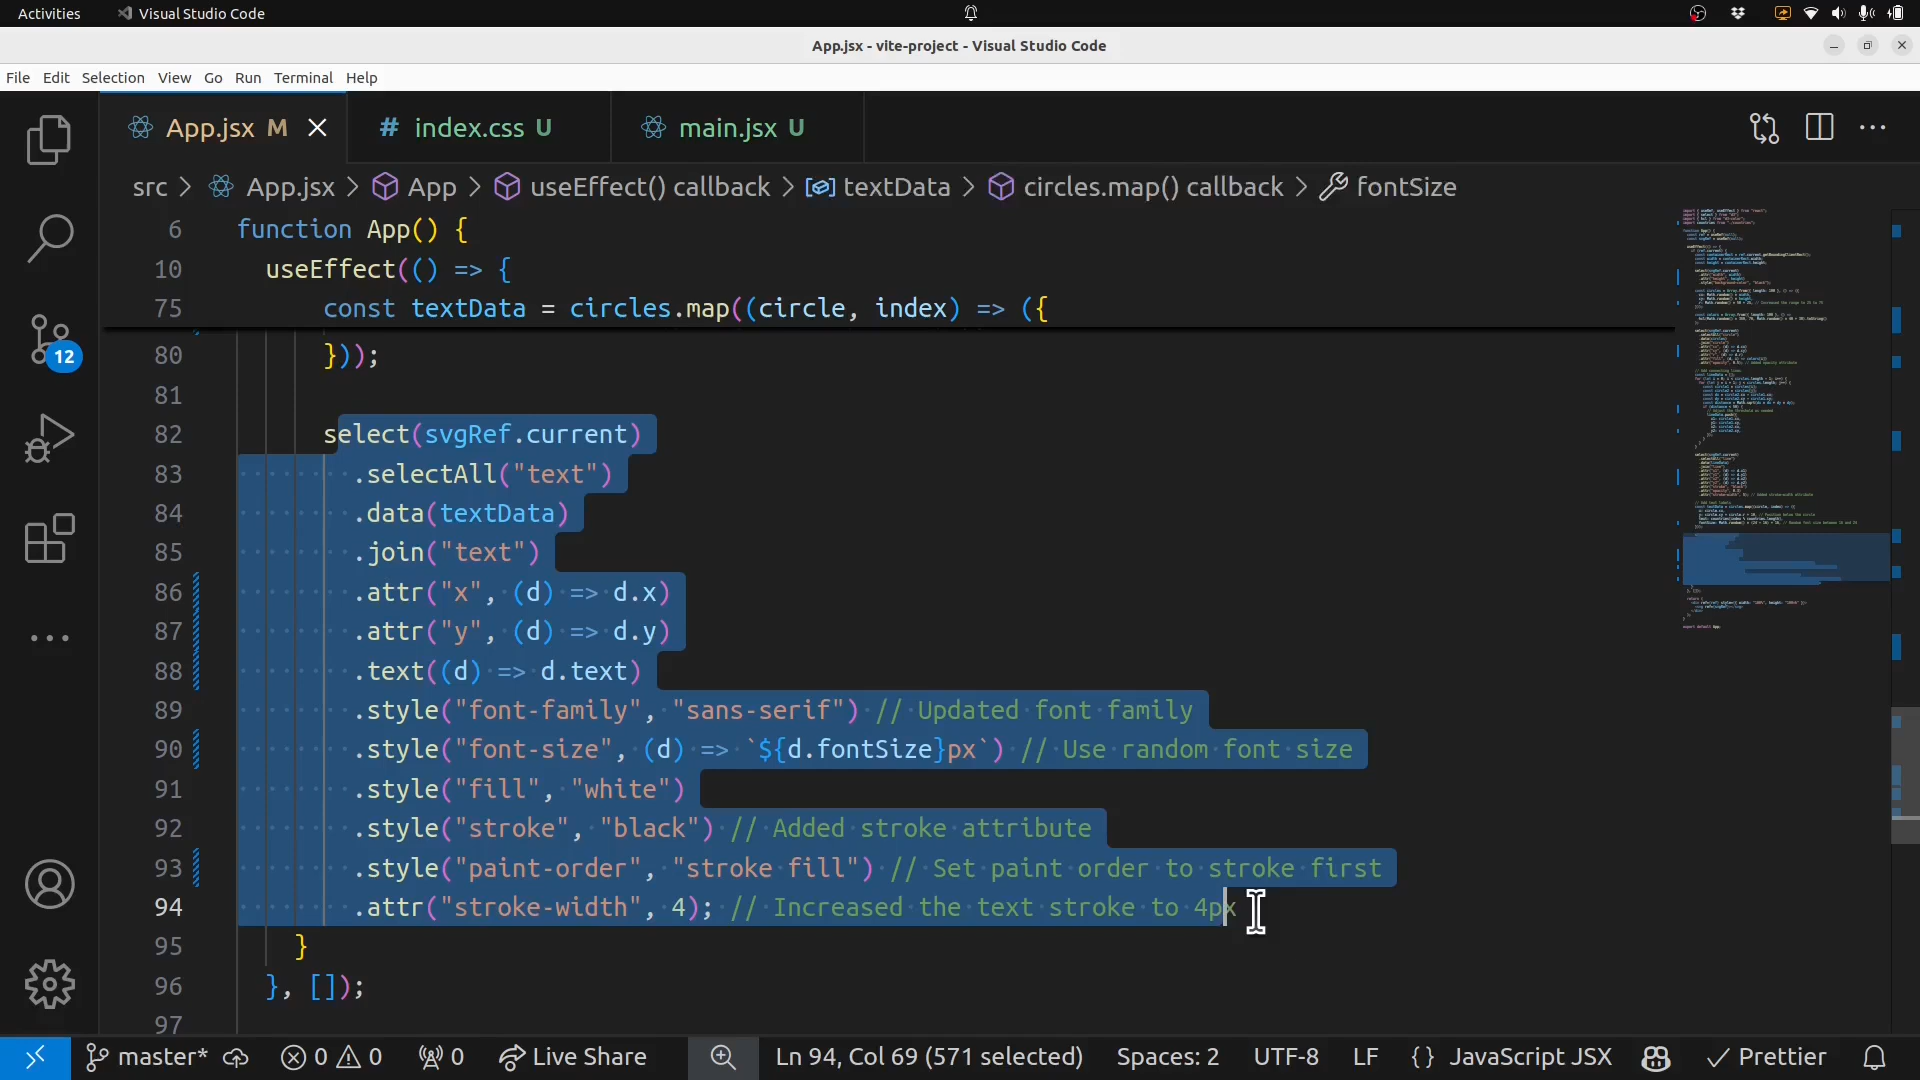 Activities Visual Studio Code
App.jsx - vite-project - Visual Studio Code
File Edit Selection View Go Run Terminal Help
App.jsx M index.css U main.jsx U
src > App.jsx > App > useEffect() callback > textData > circles.map() callback > fontSize
6 function App() {
10 useEffect(() => {
75 const textData = circles.map((circle, index) => ({
80 }));
81
82 select(svgRef.current)
83 .selectAll("text")
84 .data(textData)
85 .join("text")
86 .attr("x", (d) => d.x)
87 .attr("y", (d) => d.y)
88 .text((d) => d.text)
89 .style("font-family", "sans-serif") // Updated font family
90 .style("font-size", (d) => `${d.fontSize}px`) // Use random font size
91 .style("fill", "white")
92 .style("stroke", "black") // Added stroke attribute
93 .style("paint-order", "stroke fill") // Set paint order to stroke first
94 .attr("stroke-width", 4); // Increased the text stroke to 4px
95 }
96 }, []);
97
12
master* 0 0 0 Live Share Ln 94, Col 69 (571 selected) Spaces: 2 UTF-8 LF {} JavaScript JSX Prettier